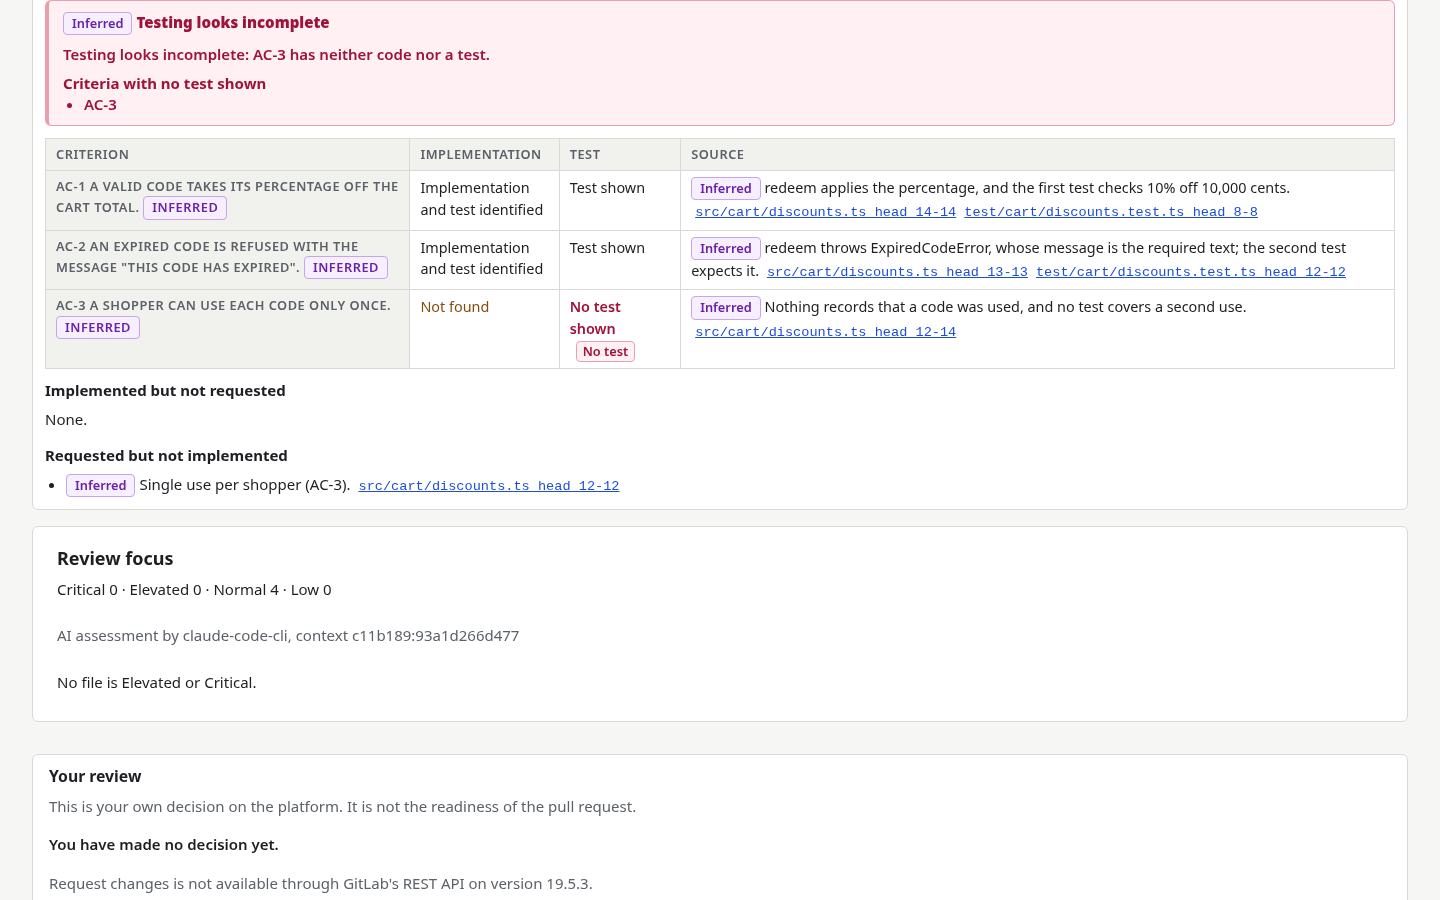 Inferred Testing looks incomplete
Testing looks incomplete: AC-3 has neither code nor a test.
Criteria with no test shown
• AC-3
CRITERION IMPLEMENTATION TEST SOURCE
AC-1 A VALID CODE TAKES ITS PERCENTAGE OFF THE
CART TOTAL. INFERRED
Implementation
and test identified
Test shown
Inferred redeem applies the percentage, and the first test checks 10% off 10,000 cents.
src/cart/discounts.ts head 14-14 test/cart/discounts.test.ts head 8-8
AC-2 AN EXPIRED CODE IS REFUSED WITH THE
MESSAGE "THIS CODE HAS EXPIRED". INFERRED
Implementation
and test identified
Test shown
Inferred redeem throws ExpiredCodeError, whose message is the required text; the second test
expects it. src/cart/discounts.ts head 13-13 test/cart/discounts.test.ts head 12-12
AC-3 A SHOPPER CAN USE EACH CODE ONLY ONCE.
INFERRED
Not found
No test
shown
No test
Inferred Nothing records that a code was used, and no test covers a second use.
src/cart/discounts.ts head 12-14
Implemented but not requested
None.
Requested but not implemented
• Inferred Single use per shopper (AC-3). src/cart/discounts.ts head 12-12
Review focus
Critical 0 · Elevated 0 · Normal 4 · Low 0
AI assessment by claude-code-cli, context c11b189:93a1d266d477
No file is Elevated or Critical.
Your review
This is your own decision on the platform. It is not the readiness of the pull request.
You have made no decision yet.
Request changes is not available through GitLab's REST API on version 19.5.3.